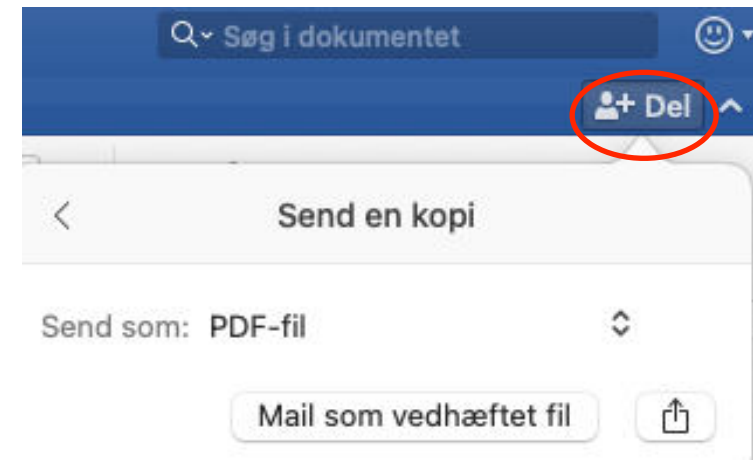 Søg i dokumentet
Del
Send en kopi
Send som: PDF-fil
Mail som vedhæftet fil